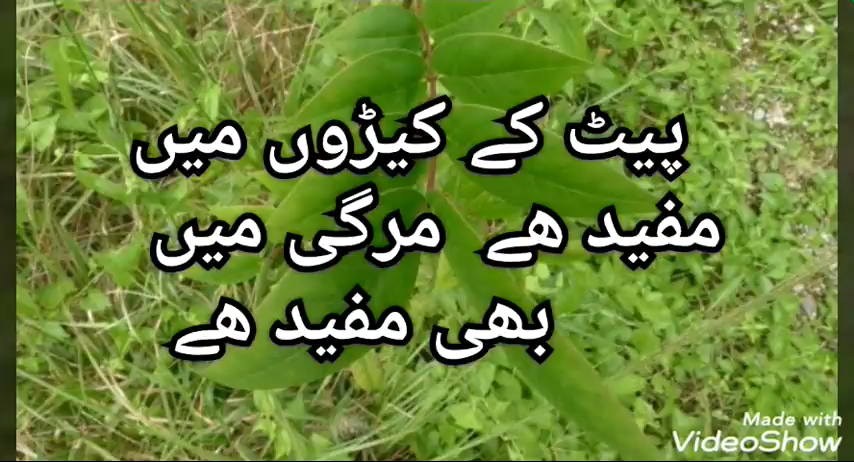 پیٹ کے کیڑوں میں
مفید ھے مرگی میں
بھی مفید ھے
Made with
VideoShow